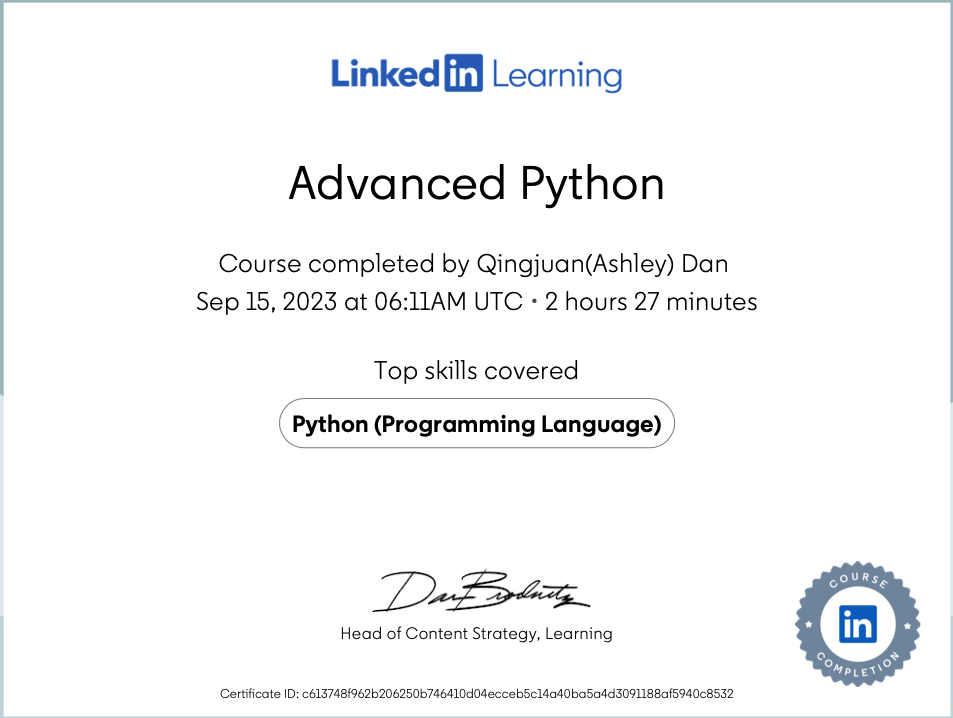 Linked in Learning
Advanced Python
Course completed by Qingjuan(Ashley) Dan
Sep 15, 2023 at 06:11AM UTC • 2 hours 27 minutes
Top skills covered
Python (Programming Language)
Dan Brodnitz
Head of Content Strategy, Learning
COURSE
in
COMPLETION
Certificate ID: c613748f962b206250b746410d04ecceb5c14a40ba5a4d3091188af5940c8532